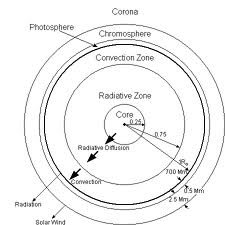 Corona
Photosphere
Chromosphere
Convection Zone
Radiative Zone
Core
0.25
0.75
Radiative Diffusion
700 Mm
0.5 Mm
Convection
2.5 Mm
Radiation
Solar Wind